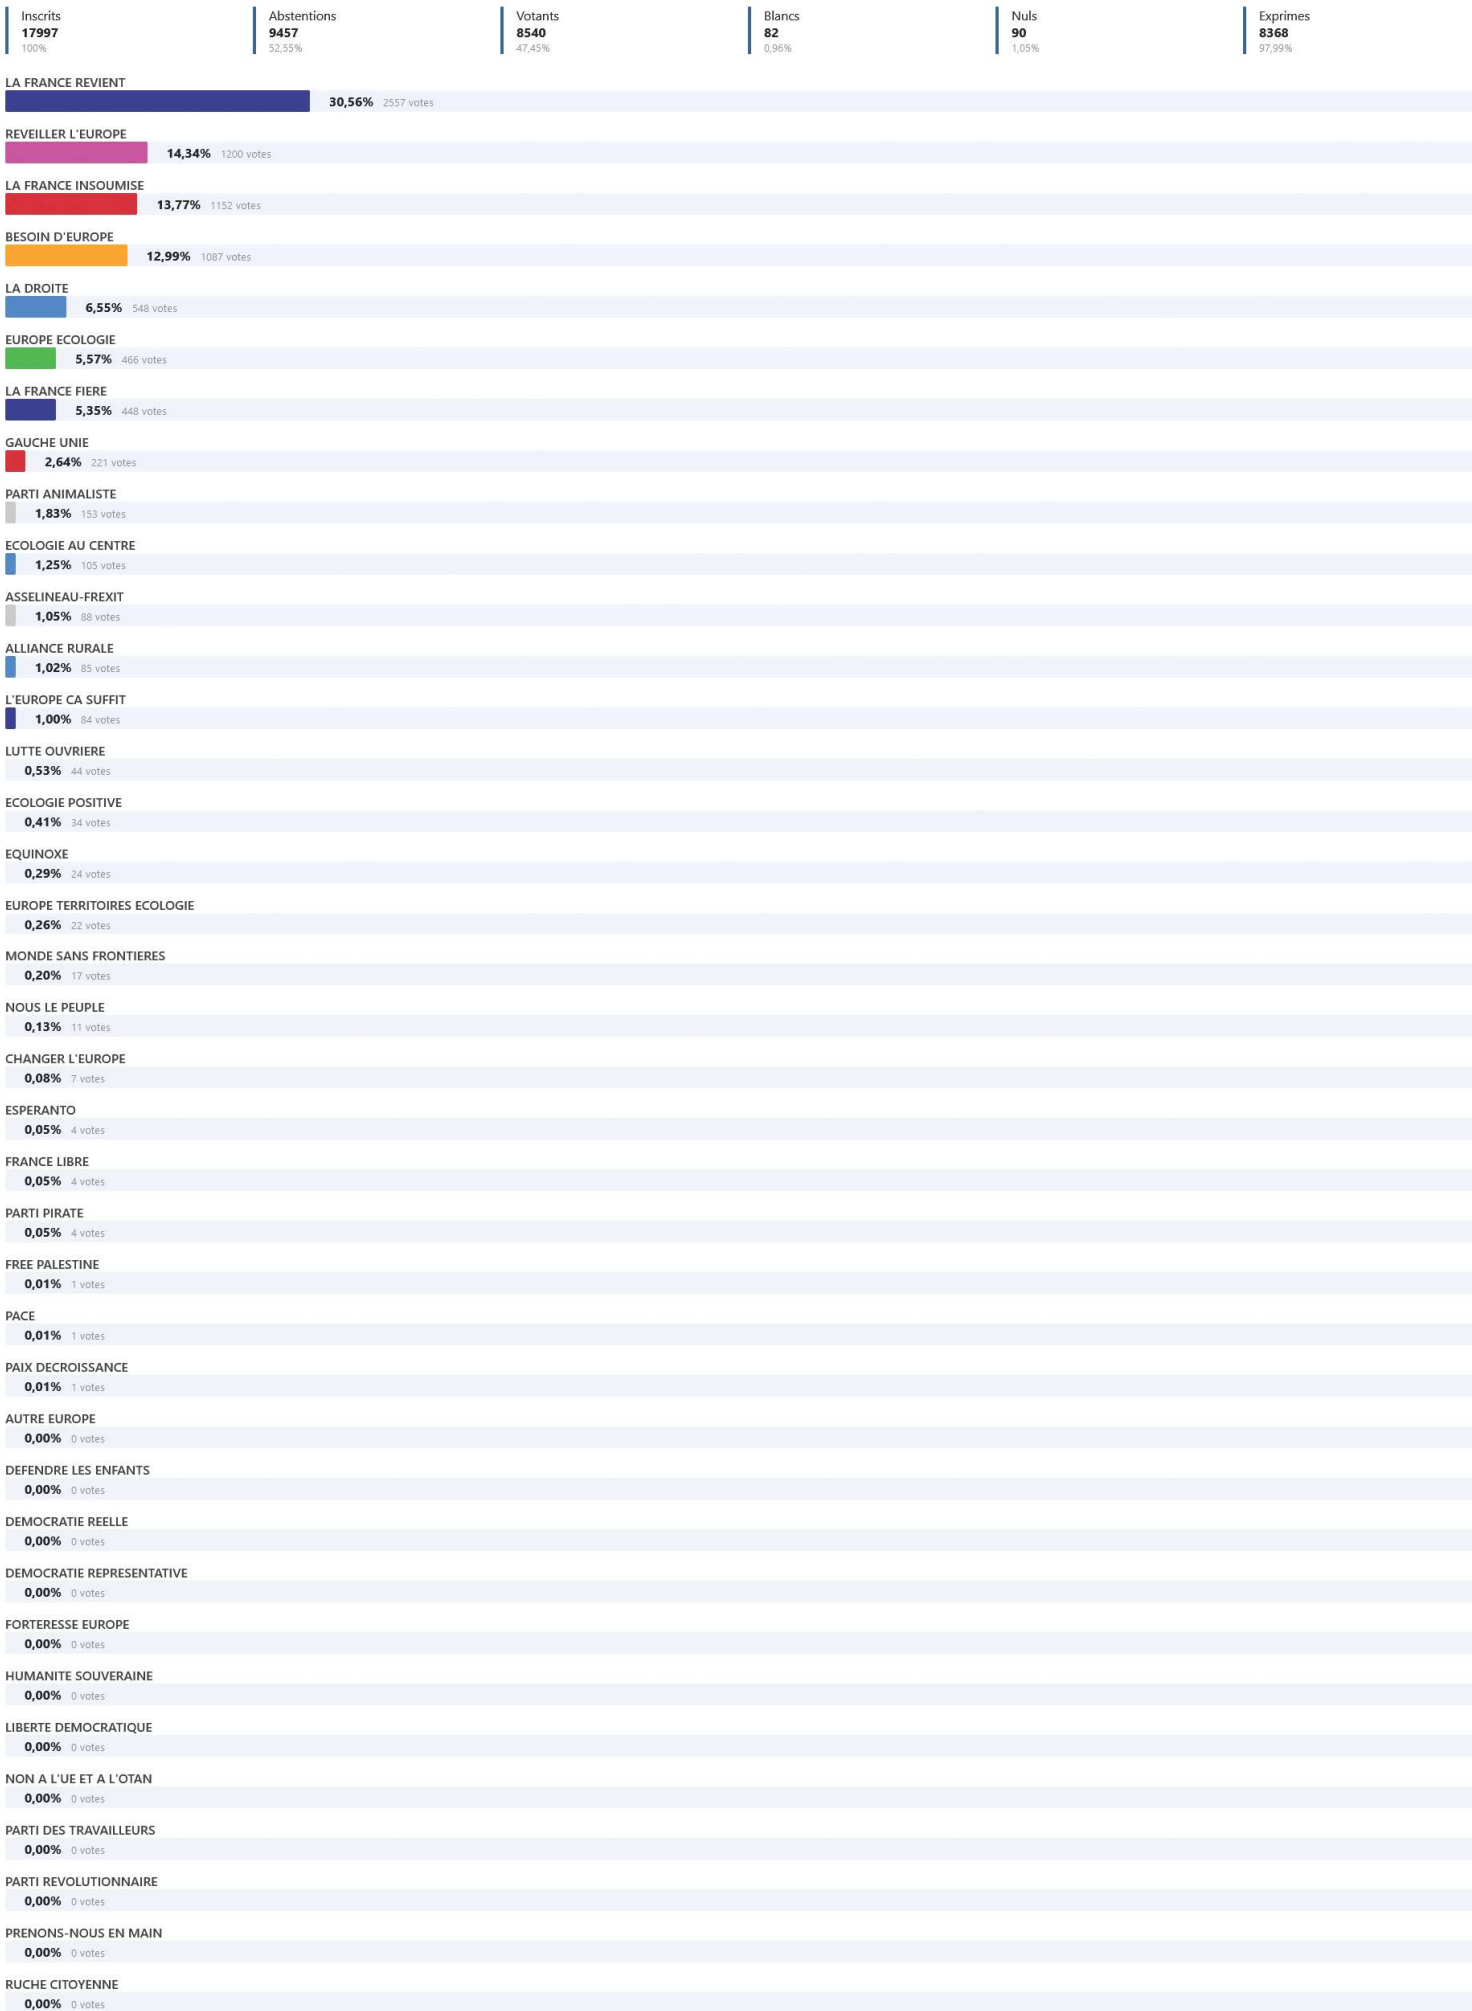 Inscrits
17997
100%
Abstentions
9457
52,55%
Votants
8540
47,45%
Blancs
82
0,96%
Nuls
90
1,05%
Exprimes
8368
97,99%
LA FRANCE REVIENT
30,56% 2557 votes
REVEILLER L'EUROPE
14,34% 1200 votes
LA FRANCE INSOUMISE
13,77% 1152 votes
BESOIN D'EUROPE
12,99% 1087 votes
LA DROITE
6,55% 548 votes
EUROPE ECOLOGIE
5,57% 466 votes
LA FRANCE FIERE
5,35% 448 votes
GAUCHE UNIE
2,64% 221 votes
PARTI ANIMALISTE
1,83% 153 votes
ECOLOGIE AU CENTRE
1,25% 105 votes
ASSELINEAU-FREXIT
1,05% 88 votes
ALLIANCE RURALE
1,02% 85 votes
L'EUROPE CA SUFFIT
1,00% 84 votes
LUTTE OUVRIERE
0,53% 44 votes
ECOLOGIE POSITIVE
0,41% 34 votes
EQUINOXE
0,29% 24 votes
EUROPE TERRITOIRES ECOLOGIE
0,26% 22 votes
MONDE SANS FRONTIERES
0,20% 17 votes
NOUS LE PEUPLE
0,13% 11 votes
CHANGER L'EUROPE
0,08% 7 votes
ESPERANTO
0,05% 4 votes
FRANCE LIBRE
0,05% 4 votes
PARTI PIRATE
0,05% 4 votes
FREE PALESTINE
0,01% 1 votes
PACE
0,01% 1 votes
PAIX DECROISSANCE
0,01% 1 votes
AUTRE EUROPE
0,00% 0 votes
DEFENDRE LES ENFANTS
0,00% 0 votes
DEMOCRATIE REELLE
0,00% 0 votes
DEMOCRATIE REPRESENTATIVE
0,00% 0 votes
FORTERESSE EUROPE
0,00% 0 votes
HUMANITE SOUVERAINE
0,00% 0 votes
LIBERTE DEMOCRATIQUE
0,00% 0 votes
NON A L'UE ET A L'OTAN
0,00% 0 votes
PARTI DES TRAVAILLEURS
0,00% 0 votes
PARTI REVOLUTIONNAIRE
0,00% 0 votes
PRENONS-NOUS EN MAIN
0,00% 0 votes
RUCHE CITOYENNE
0,00% 0 votes